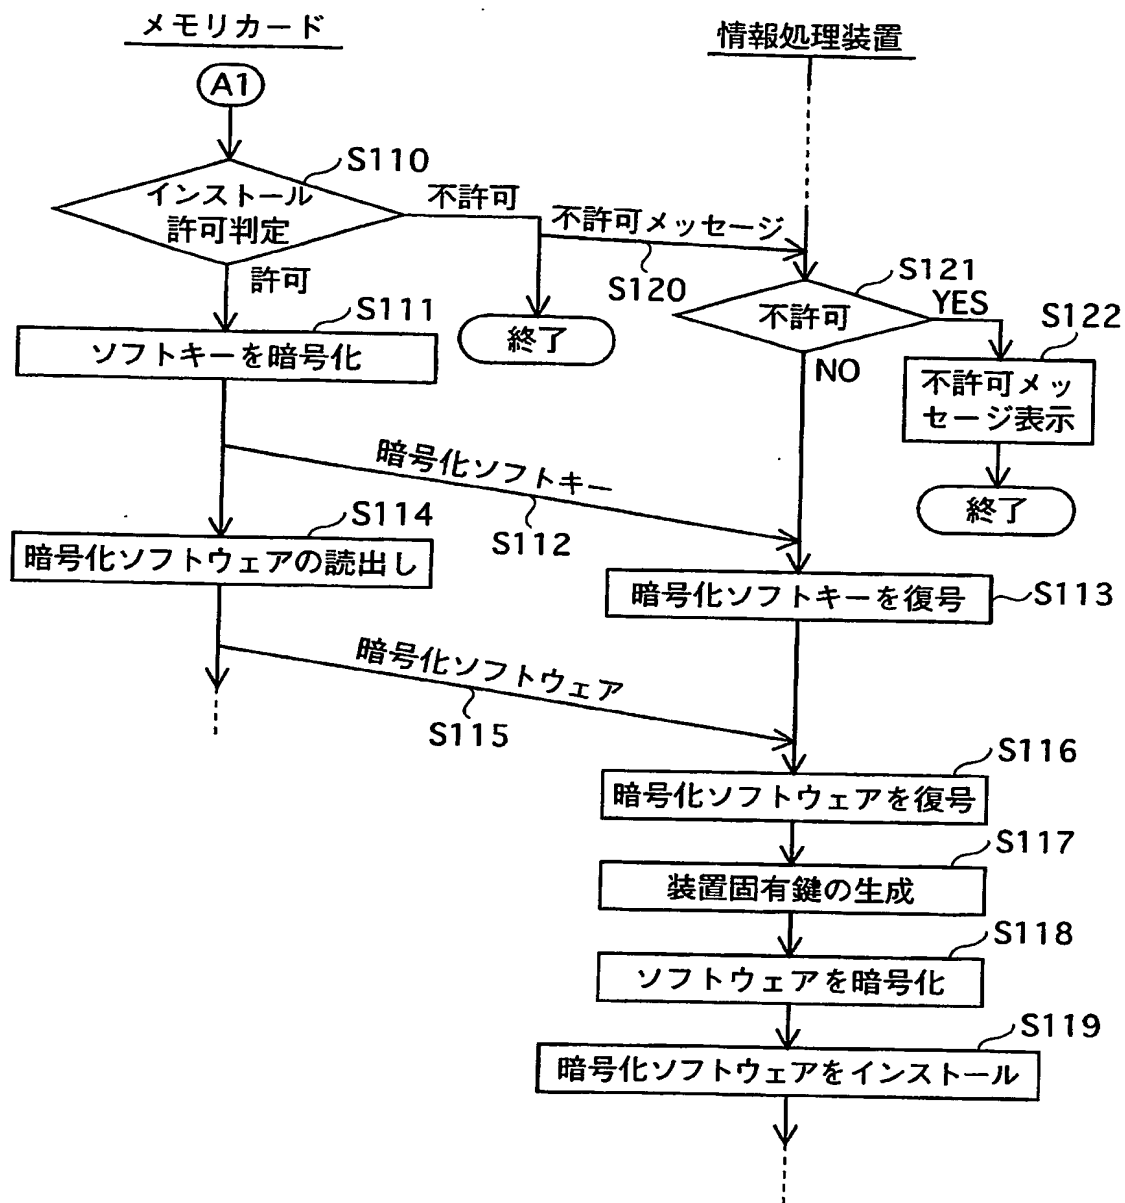 メモリカード
情報処理装置
A1
S110
インストール
許可判定
不許可
不許可メッセージ
S120
許可
S121
不許可
YES
S122
NO
不許可メッ
セージ表示
終了
終了
S111
ソフトキーを暗号化
暗号化ソフトキー
S112
S114
暗号化ソフトウェアの読出し
暗号化ソフトキーを復号
S113
暗号化ソフトウェア
S115
S116
暗号化ソフトウェアを復号
S117
装置固有鍵の生成
S118
ソフトウェアを暗号化
S119
暗号化ソフトウェアをインストール